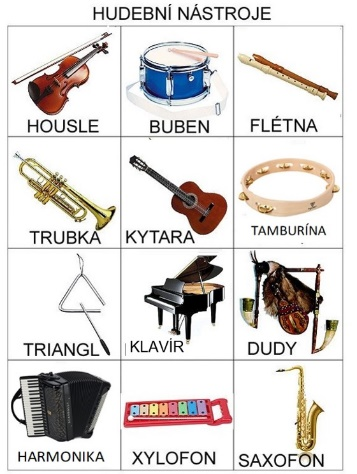 HUDEBNÍ NÁSTROJE
HOUSLE
BUBEN
FLÉTNA
TRUBKA
KYTARA
TAMBURÍNA
TRIANGL
KLAVÍR
DUDY
HARMONIKA
XYLOFON
SAXOFON